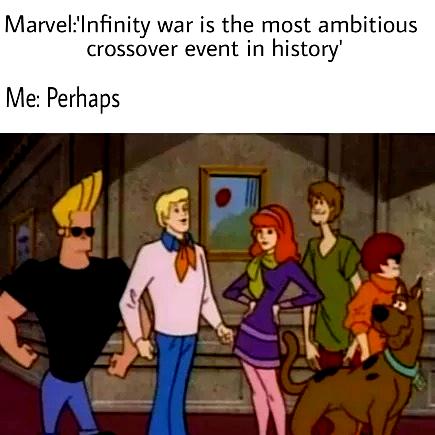 Marvel:'Infinity war is the most ambitious
crossover event in history'
Me: Perhaps